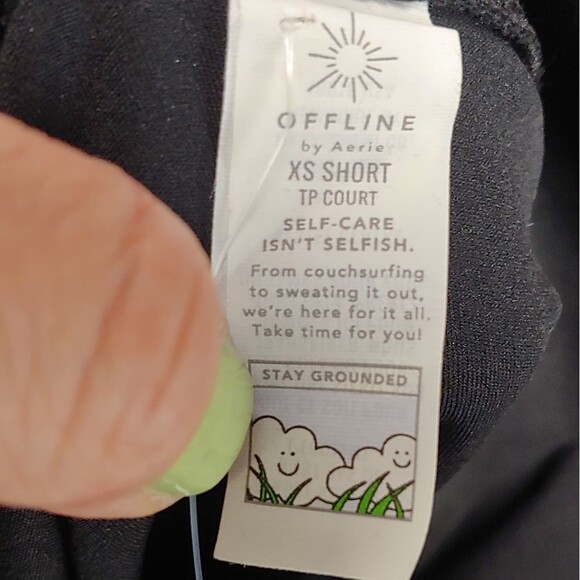 OFFLINE
by Aerie
XS SHORT
TP COURT
SELF-CARE
ISN'T SELFISH.
From couchsurfing
to sweating it out,
we're here for it all.
Take time for you!
STAY GROUNDED